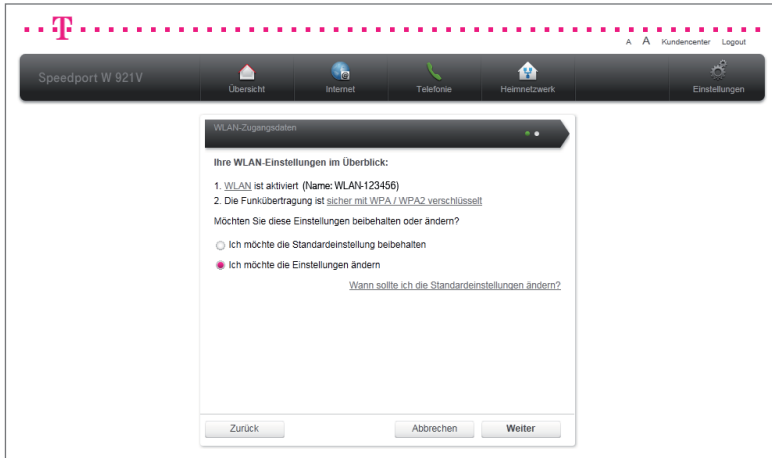 T
A A Kundencenter Logout
Speedport W 921V
Übersicht Internet Telefonie Heimnetzwerk Einstellungen
WLAN-Zugangsdaten
Ihre WLAN-Einstellungen im Überblick:
1. WLAN ist aktiviert (Name: WLAN-123456)
2. Die Funkübertragung ist sicher mit WPA / WPA2 verschlüsselt
Möchten Sie diese Einstellungen beibehalten oder ändern?
Ich möchte die Standardeinstellung beibehalten
Ich möchte die Einstellungen ändern
Wann sollte ich die Standardeinstellungen ändern?
Zurück Abbrechen Weiter